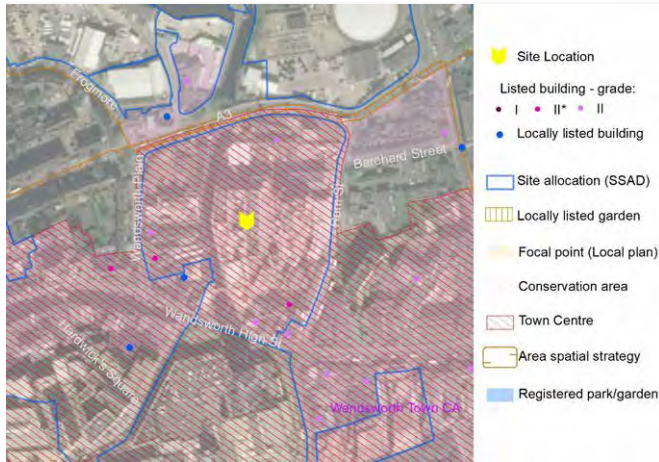 Frogmore
A3
Barchard Street
Wandsworth Plain
Ram St
Wandsworth High St
Hardwick's Square
Wandsworth Town CA
Site Location
Listed building - grade:
I II* II
Locally listed building
Site allocation (SSAD)
Locally listed garden
Focal point (Local plan)
Conservation area
Town Centre
Area spatial strategy
Registered park/garden